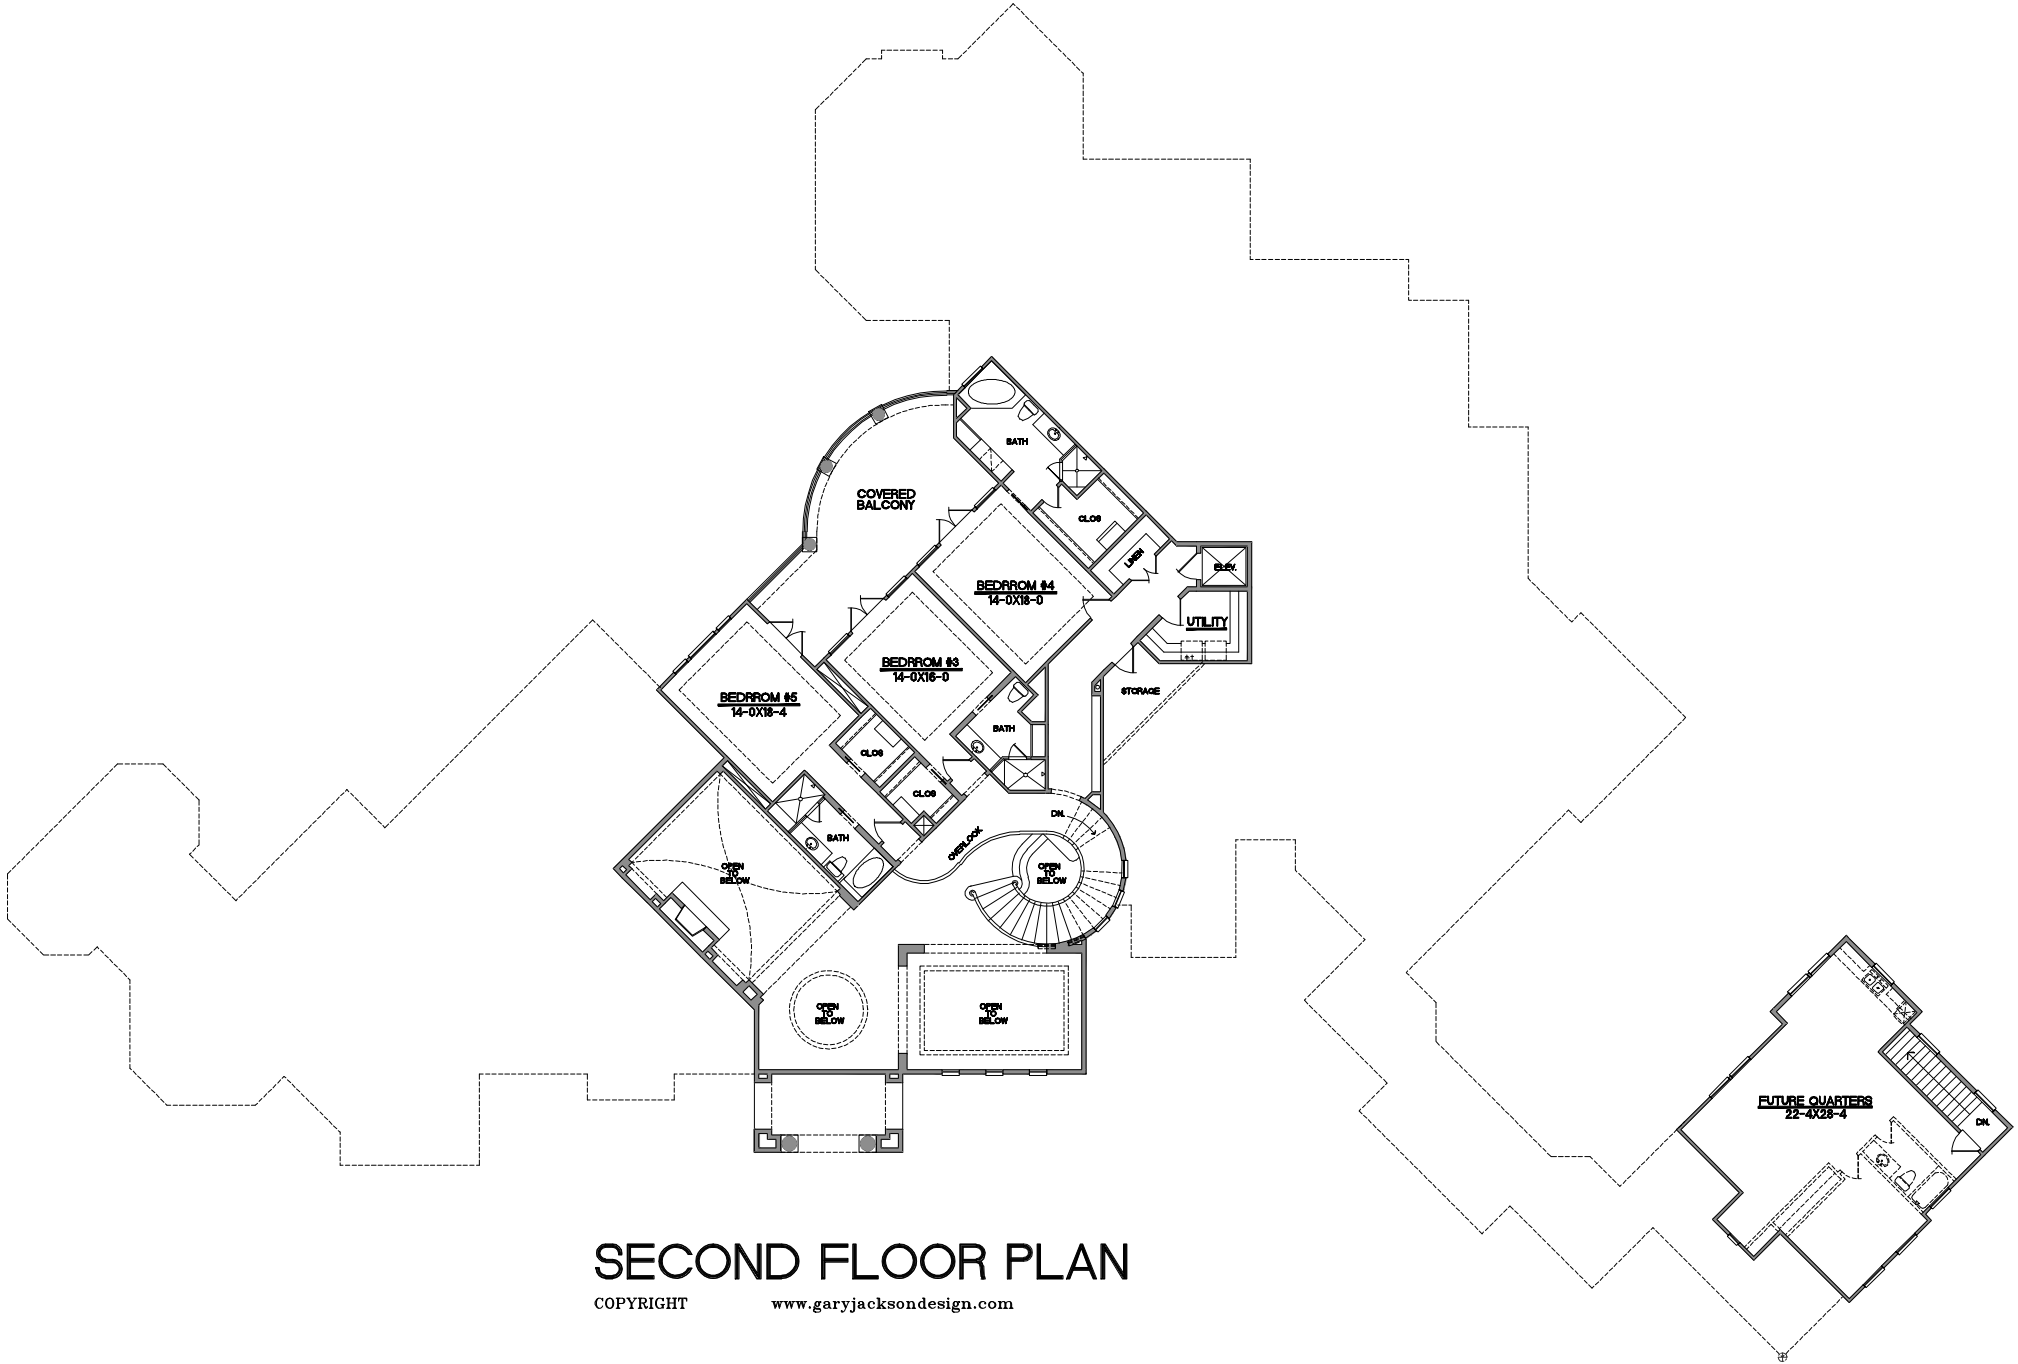 BATH
COVERED
BALCONY
CLOS
LINEN
ELEV.
BEDRROM #4
14-0X18-0
UTILITY
BEDRROM #3
14-0X16-0
STORAGE
BEDRROM #5
14-0X18-4
BATH
CLOS
CLOS
DN.
BATH
OVERLOOK
OPEN
TO
BELOW
OPEN
TO
BELOW
OPEN
TO
BELOW
OPEN
TO
BELOW
FUTURE QUARTERS
22-4X28-4
DN.
SECOND FLOOR PLAN
COPYRIGHT www.garyjacksondesign.com